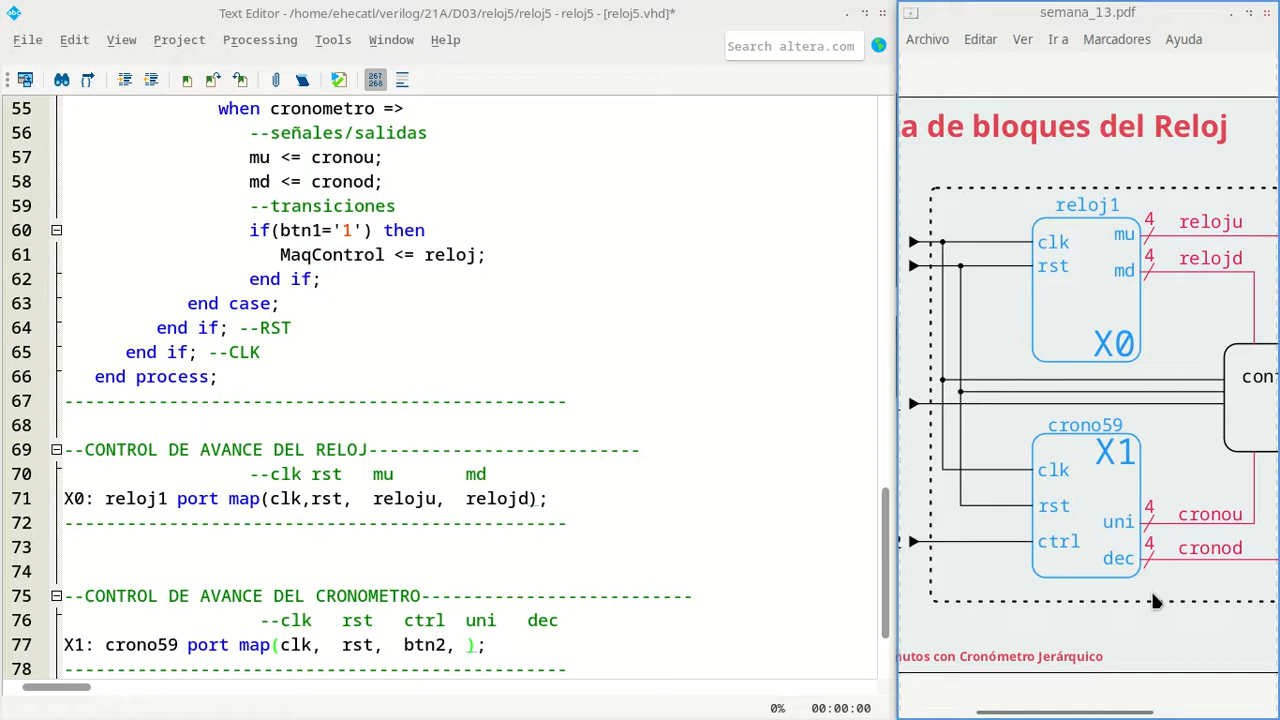 Text Editor - /home/ehecatl/verilog/21A/D03/reloj5/reloj5 - reloj5 - [reloj5.vhd]*
File Edit View Project Processing Tools Window Help
Search altera.com
267
268
55 when cronometro =>
56 --señales/salidas
57 mu <= cronou;
58 md <= cronod;
59 --transiciones
60 if(btn1='1') then
61 MaqControl <= reloj;
62 end if;
63 end case;
64 end if; --RST
65 end if; --CLK
66 end process;
67 ------------------------------------------------
68
69 --CONTROL DE AVANCE DEL RELOJ--------------------------
70 --clk rst mu md
71 X0: reloj1 port map(clk,rst, reloju, relojd);
72 ------------------------------------------------
73
74
75 --CONTROL DE AVANCE DEL CRONOMETRO--------------------------
76 --clk rst ctrl uni dec
77 X1: crono59 port map(clk, rst, btn2, );
78 ------------------------------------------------
0% 00:00:00
semana_13.pdf
Archivo Editar Ver Ir a Marcadores Ayuda
a de bloques del Reloj
reloj1
clk
rst
mu
md
X0
4 reloju
4 relojd
con
crono59
X1
clk
rst
ctrl
uni
dec
4 cronou
4 cronod
nutos con Cronómetro Jerárquico